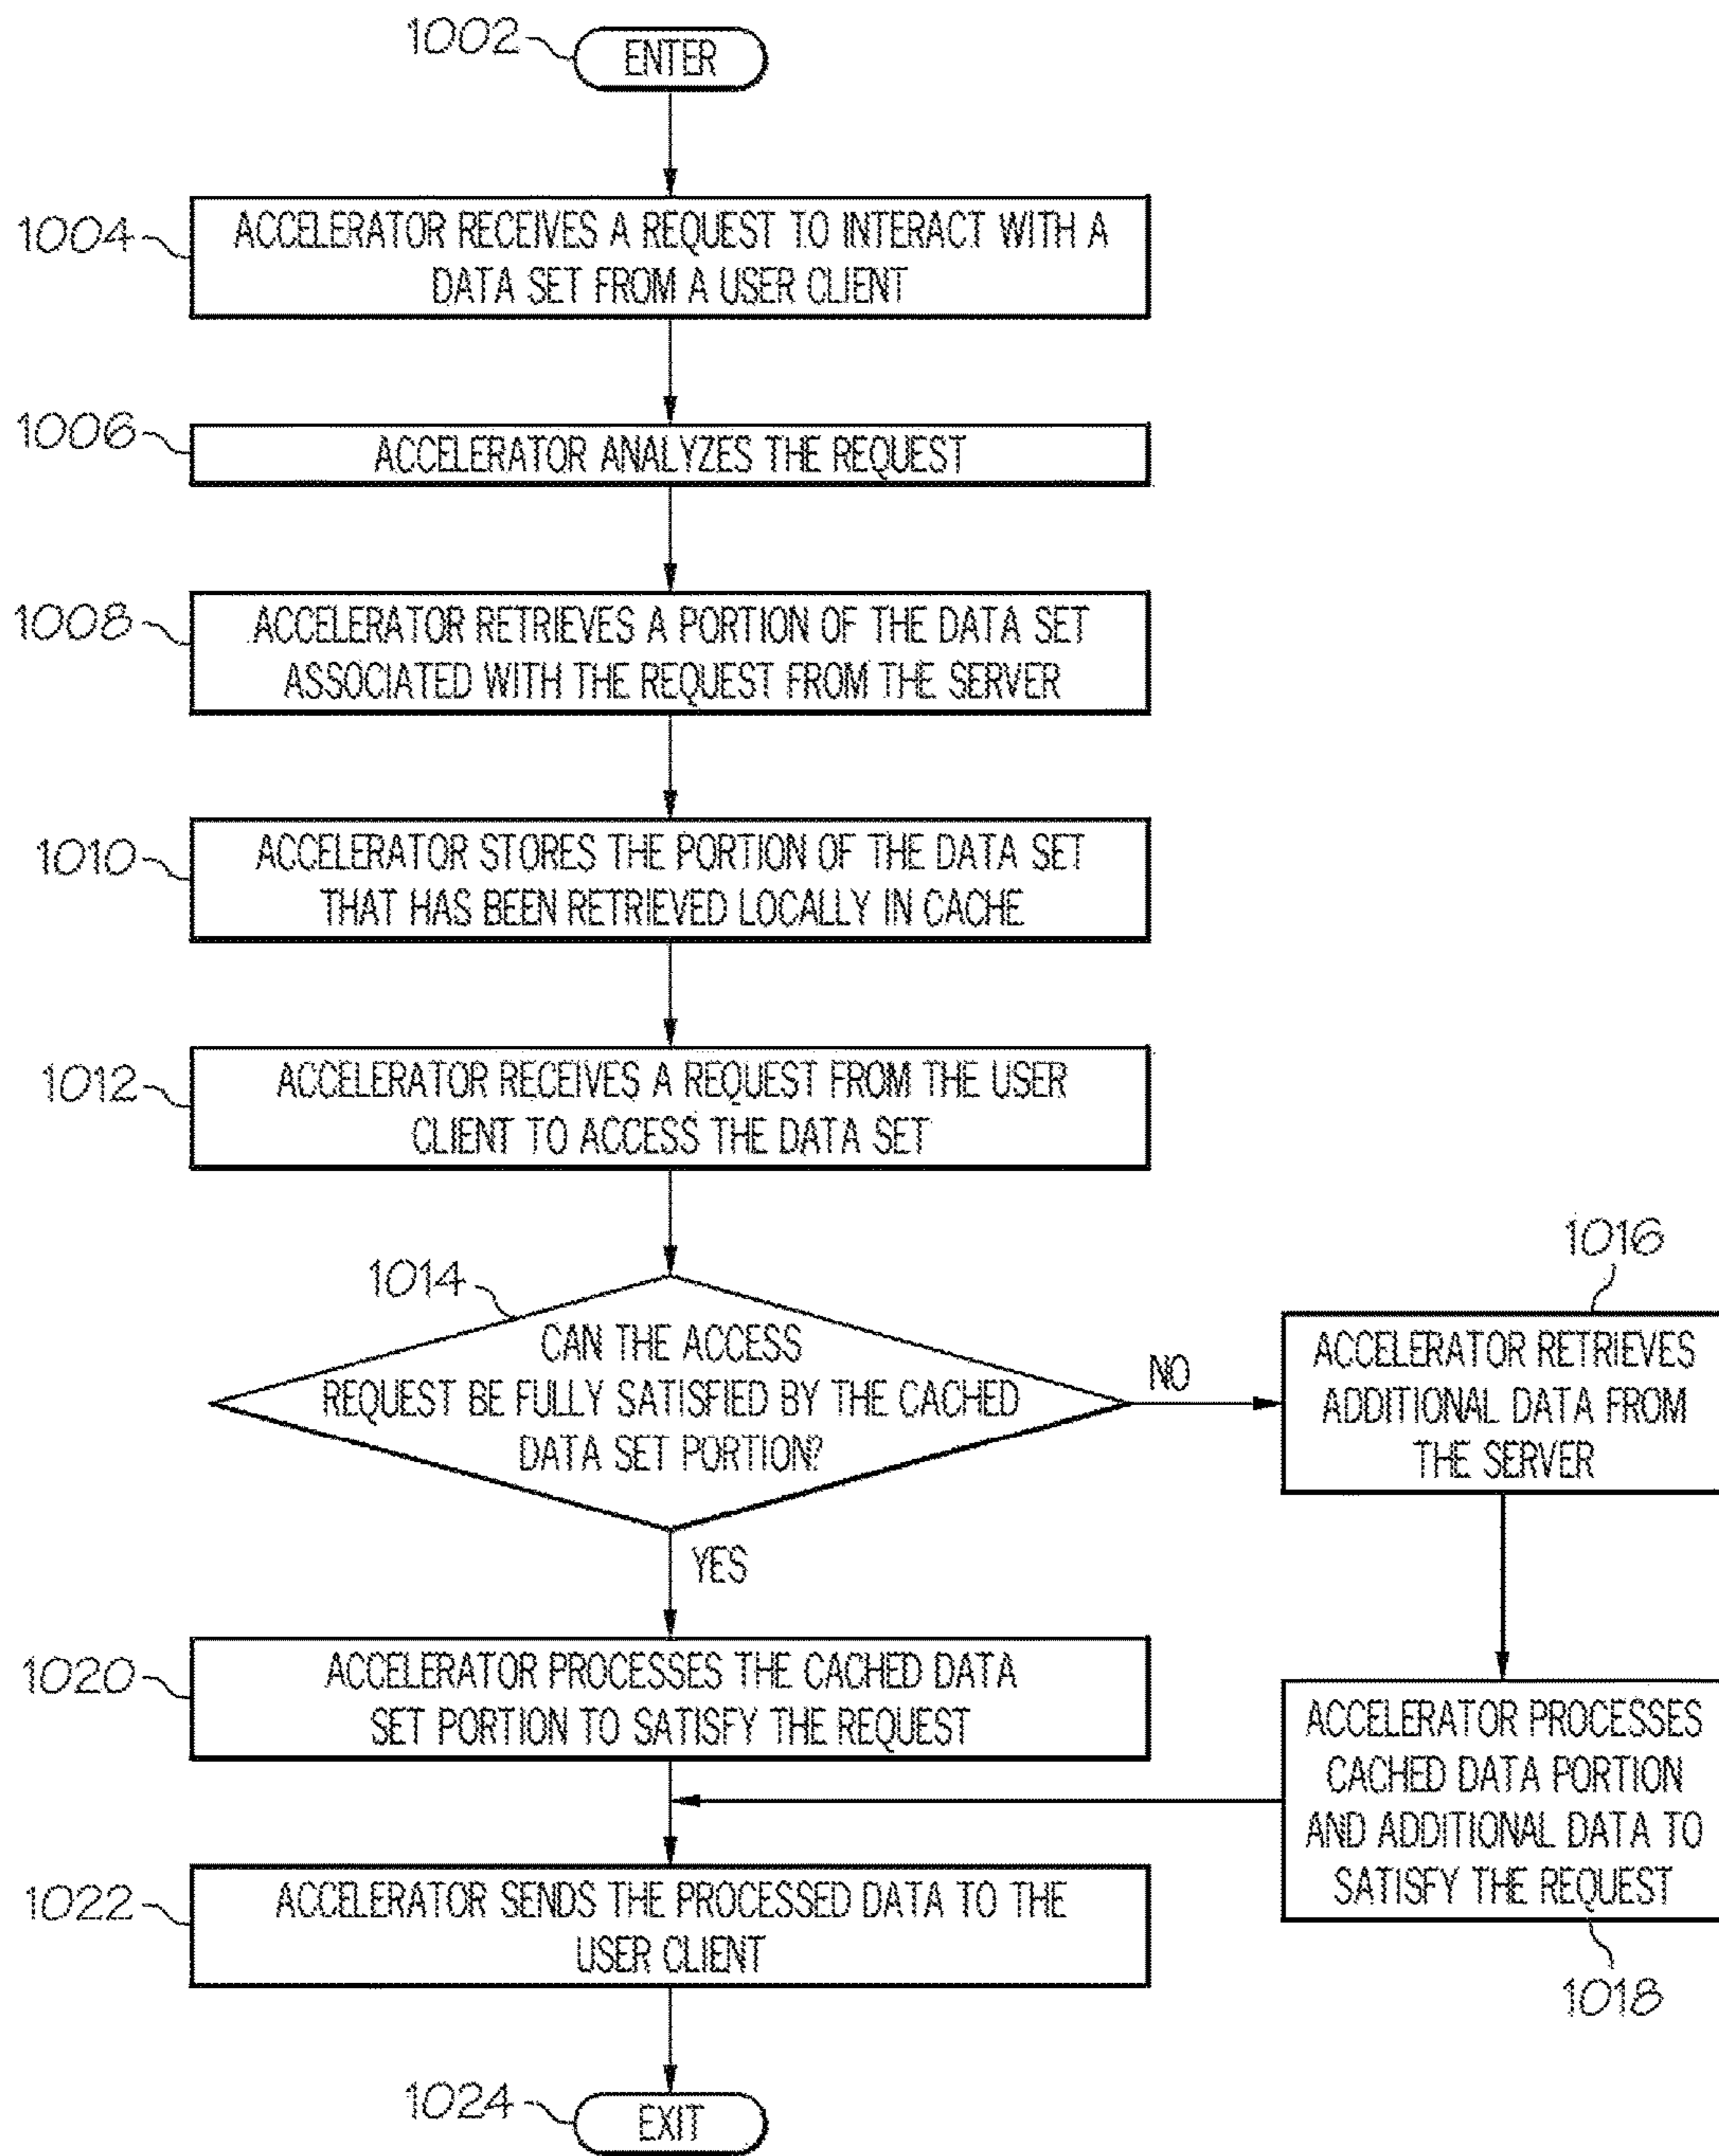 1002
ENTER
1004
ACCELERATOR RECEIVES A REQUEST TO INTERACT WITH A
DATA SET FROM A USER CLIENT
1006
ACCELERATOR ANALYZES THE REQUEST
1008
ACCELERATOR RETRIEVES A PORTION OF THE DATA SET
ASSOCIATED WITH THE REQUEST FROM THE SERVER
1010
ACCELERATOR STORES THE PORTION OF THE DATA SET
THAT HAS BEEN RETRIEVED LOCALLY IN CACHE
1012
ACCELERATOR RECEIVES A REQUEST FROM THE USER
CLIENT TO ACCESS THE DATA SET
1014
CAN THE ACCESS
REQUEST BE FULLY SATISFIED BY THE CACHED
DATA SET PORTION?
NO
1016
ACCELERATOR RETRIEVES
ADDITIONAL DATA FROM
THE SERVER
YES
1020
ACCELERATOR PROCESSES THE CACHED DATA
SET PORTION TO SATISFY THE REQUEST
ACCELERATOR PROCESSES
CACHED DATA PORTION
AND ADDITIONAL DATA TO
SATISFY THE REQUEST
1018
1022
ACCELERATOR SENDS THE PROCESSED DATA TO THE
USER CLIENT
1024
EXIT